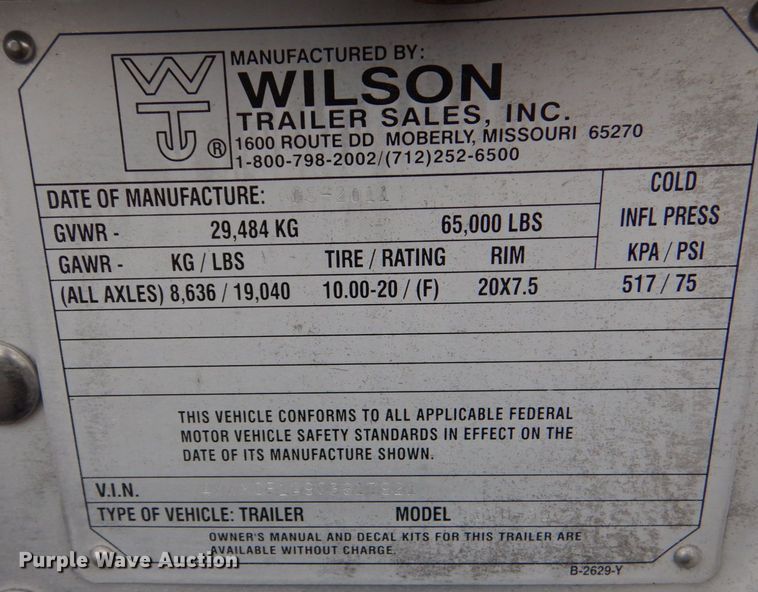 MANUFACTURED BY:
WILSON
TRAILER SALES, INC.
1600 ROUTE DD MOBERLY, MISSOURI 65270
1-800-798-2002/(712)252-6500
WT ®
DATE OF MANUFACTURE:
COLD
INFL PRESS
KPA / PSI
GVWR - 29,484 KG 65,000 LBS
GAWR - KG / LBS TIRE / RATING RIM
(ALL AXLES) 8,636 / 19,040 10.00-20 / (F) 20X7.5 517 / 75
THIS VEHICLE CONFORMS TO ALL APPLICABLE FEDERAL
MOTOR VEHICLE SAFETY STANDARDS IN EFFECT ON THE
DATE OF ITS MANUFACTURE SHOWN.
V.I.N.
TYPE OF VEHICLE: TRAILER MODEL
OWNER'S MANUAL AND DECAL KITS FOR THIS TRAILER ARE
AVAILABLE WITHOUT CHARGE.
B-2629-Y
Purple Wave Auction